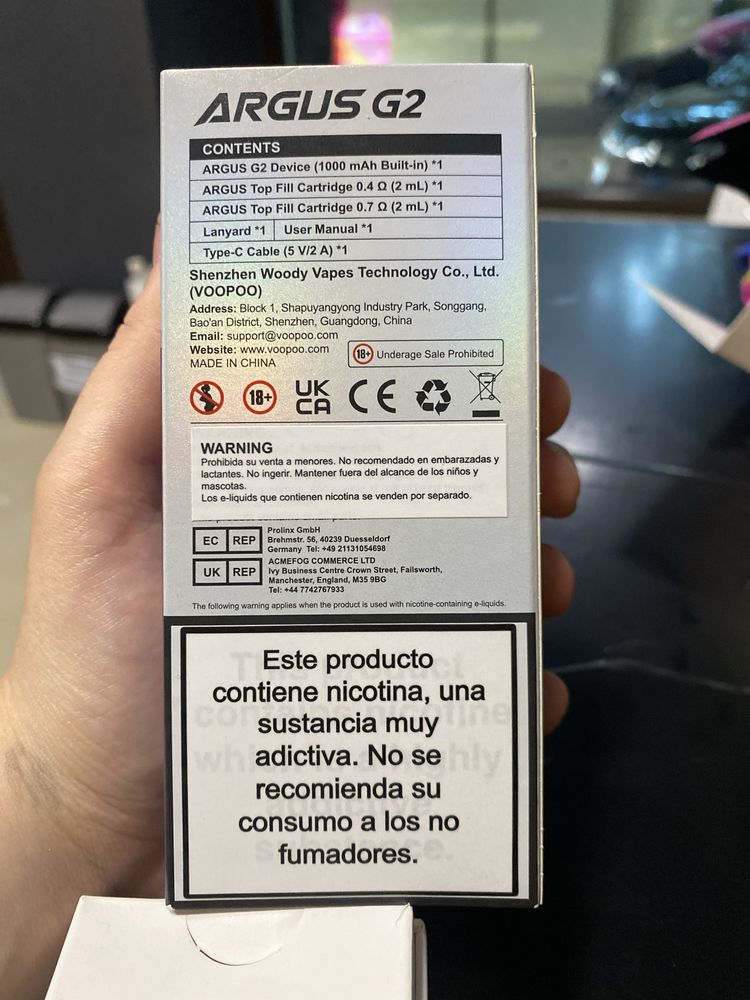 ARGUS G2
CONTENTS
ARGUS G2 Device (1000 mAh Built-in) *1
ARGUS Top Fill Cartridge 0.4 Ω (2 mL) *1
ARGUS Top Fill Cartridge 0.7 Ω (2 mL) *1
Lanyard *1 User Manual *1
Type-C Cable (5 V/2 A) *1
Shenzhen Woody Vapes Technology Co., Ltd.
(VOOPOO)
Address: Block 1, Shapuyangyong Industry Park, Songgang,
Bao'an District, Shenzhen, Guangdong, China
Email: support@voopoo.com
Website: www.voopoo.com
18+ Underage Sale Prohibited
MADE IN CHINA
18+ UK CA CE
WARNING
Prohibida su venta a menores. No recomendado en embarazadas y
lactantes. No ingerir. Mantener fuera del alcance de los niños y
mascotas.
Los e-liquids que contienen nicotina se venden por separado.
EC REP
Prolinx GmbH
Brehmstr. 56, 40239 Duesseldorf
Germany Tel: +49 21131054698
UK REP
ACMEFOG COMMERCE LTD
Ivy Business Centre Crown Street, Failsworth,
Manchester, England, M35 9BG
Tel: +44 7742767933
The following warning applies when the product is used with nicotine-containing e-liquids.
Este producto
contiene nicotina, una
sustancia muy
adictiva. No se
recomienda su
consumo a los no
fumadores.